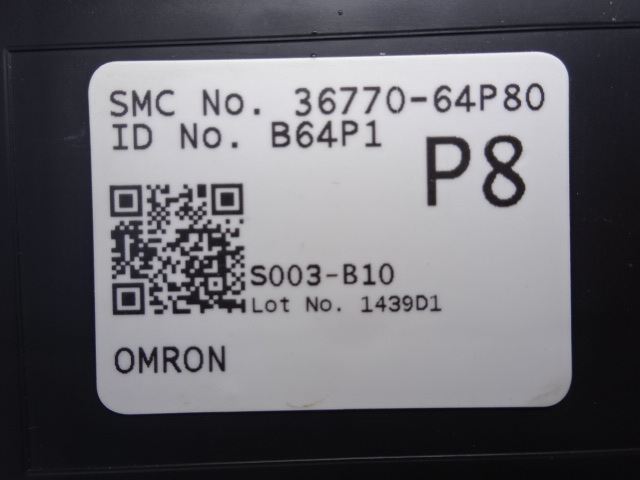 SMC No. 36770-64P80
ID No. B64P1
P8
S003-B10
Lot No. 1439D1
OMRON